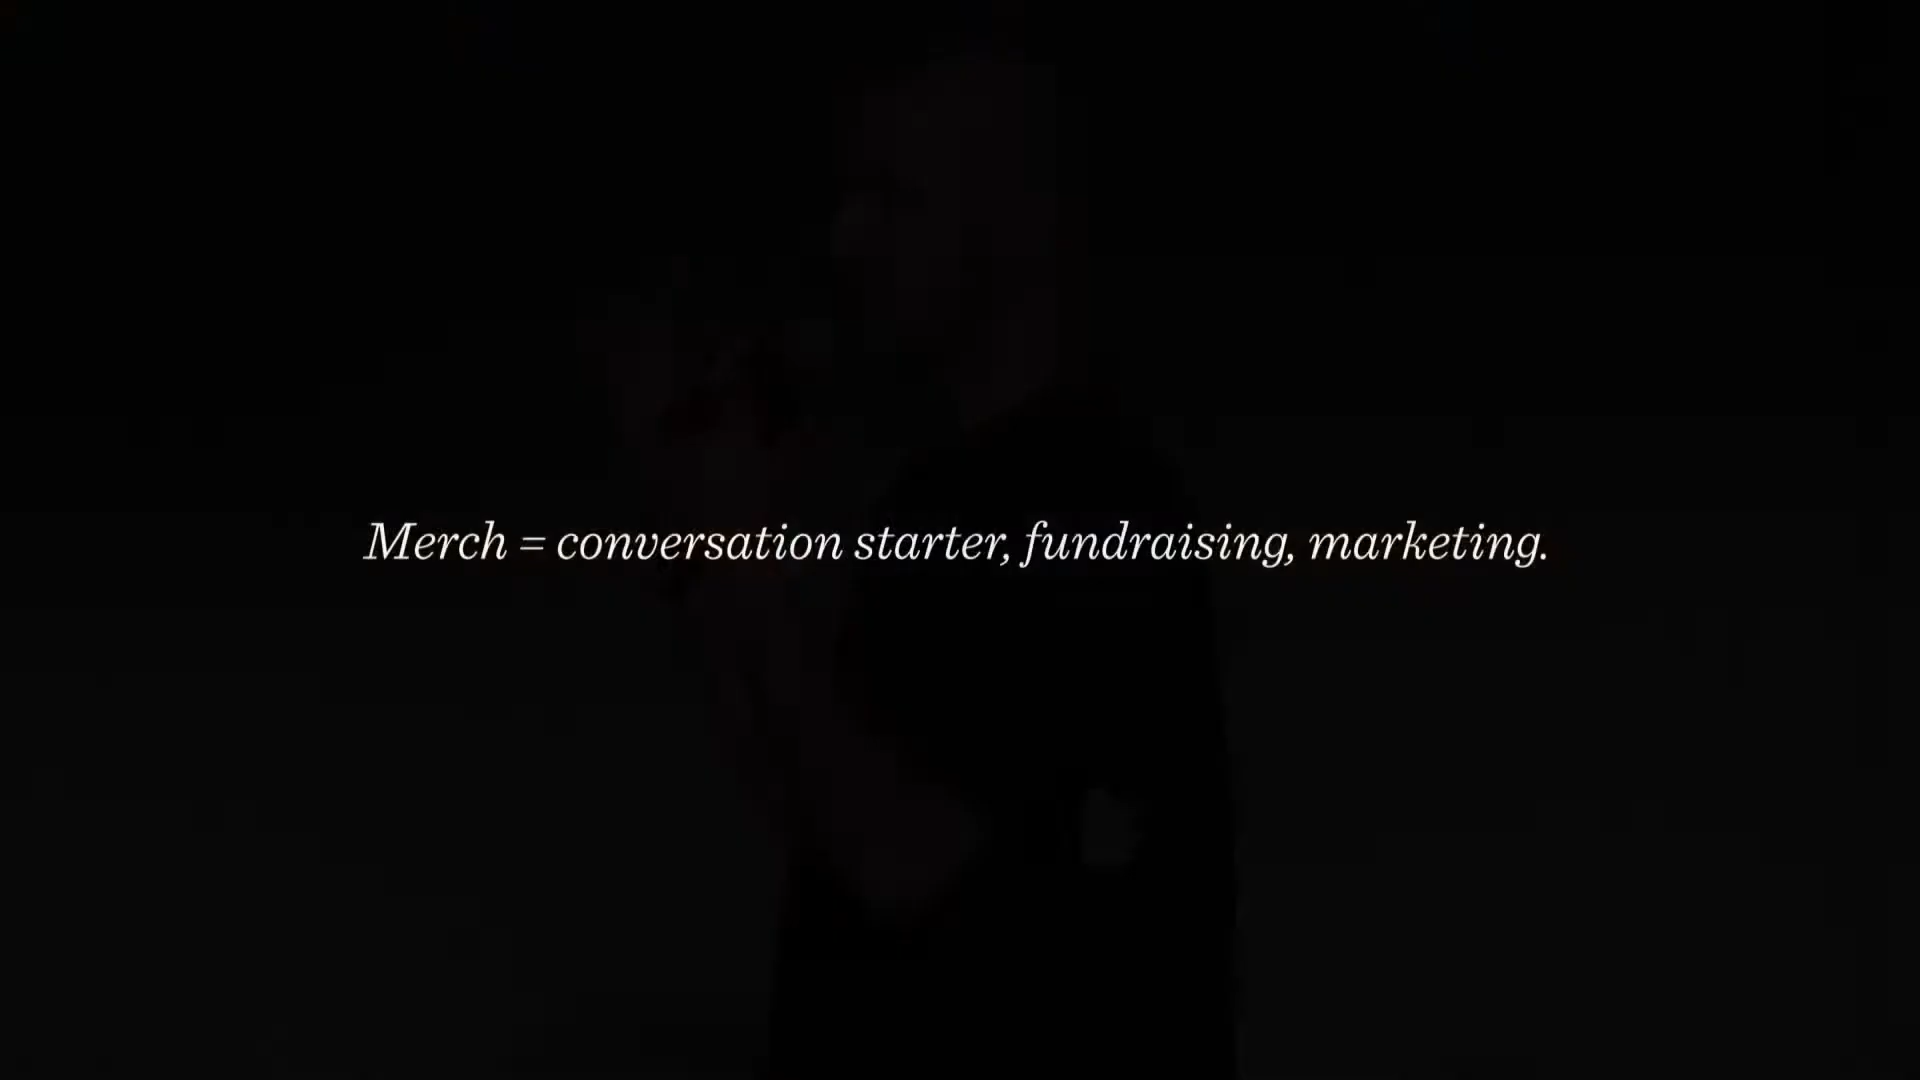 Merch = conversation starter, fundraising, marketing.